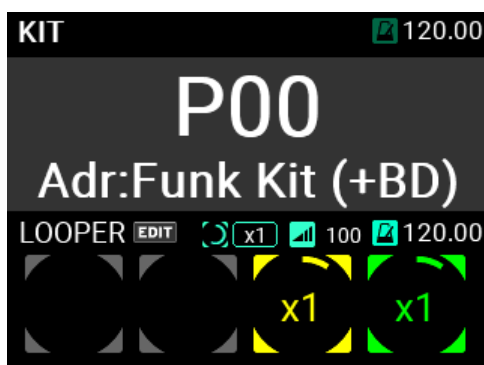 KIT 120.00
P00
Adr:Funk Kit (+BD)
LOOPER EDIT x1 100 120.00
x1 x1